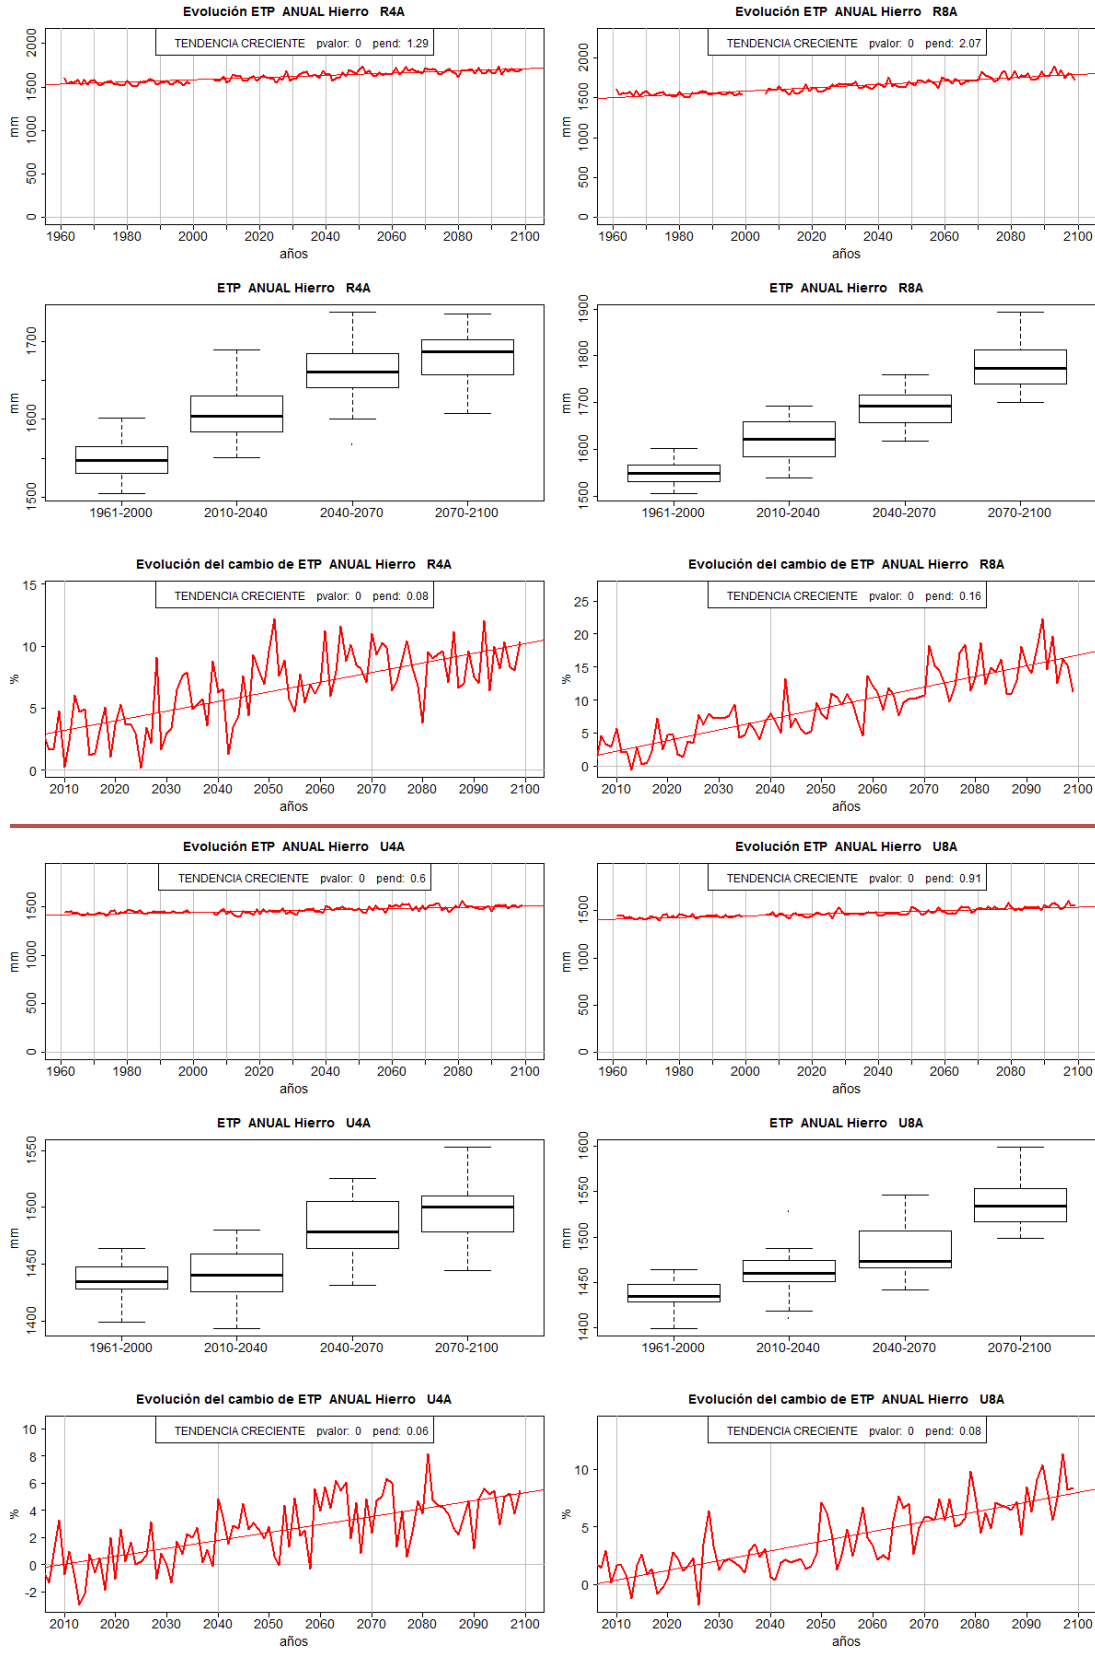 Evolución ETP ANUAL Hierro R4A
TENDENCIA CRECIENTE pvalor: 0 pend: 1.29
mm
2000
1500
1000
500
0
1960 1980 2000 2020 2040 2060 2080 2100
años
Evolución ETP ANUAL Hierro R8A
TENDENCIA CRECIENTE pvalor: 0 pend: 2.07
mm
2000
1500
1000
500
0
1960 1980 2000 2020 2040 2060 2080 2100
años
ETP ANUAL Hierro R4A
mm
1700
1600
1500
1961-2000 2010-2040 2040-2070 2070-2100
ETP ANUAL Hierro R8A
mm
1900
1800
1700
1600
1500
1961-2000 2010-2040 2040-2070 2070-2100
Evolución del cambio de ETP ANUAL Hierro R4A
TENDENCIA CRECIENTE pvalor: 0 pend: 0.08
%
15
10
5
0
2010 2020 2030 2040 2050 2060 2070 2080 2090 2100
años
Evolución del cambio de ETP ANUAL Hierro R8A
TENDENCIA CRECIENTE pvalor: 0 pend: 0.16
%
25
20
15
10
5
0
2010 2020 2030 2040 2050 2060 2070 2080 2090 2100
años
Evolución ETP ANUAL Hierro U4A
TENDENCIA CRECIENTE pvalor: 0 pend: 0.6
mm
1500
1000
500
0
1960 1980 2000 2020 2040 2060 2080 2100
años
Evolución ETP ANUAL Hierro U8A
TENDENCIA CRECIENTE pvalor: 0 pend: 0.91
mm
1500
1000
500
0
1960 1980 2000 2020 2040 2060 2080 2100
años
ETP ANUAL Hierro U4A
mm
1550
1500
1450
1400
1961-2000 2010-2040 2040-2070 2070-2100
ETP ANUAL Hierro U8A
mm
1600
1550
1500
1450
1400
1961-2000 2010-2040 2040-2070 2070-2100
Evolución del cambio de ETP ANUAL Hierro U4A
TENDENCIA CRECIENTE pvalor: 0 pend: 0.06
%
10
8
6
4
2
0
-2
2010 2020 2030 2040 2050 2060 2070 2080 2090 2100
años
Evolución del cambio de ETP ANUAL Hierro U8A
TENDENCIA CRECIENTE pvalor: 0 pend: 0.08
%
10
5
0
2010 2020 2030 2040 2050 2060 2070 2080 2090 2100
años